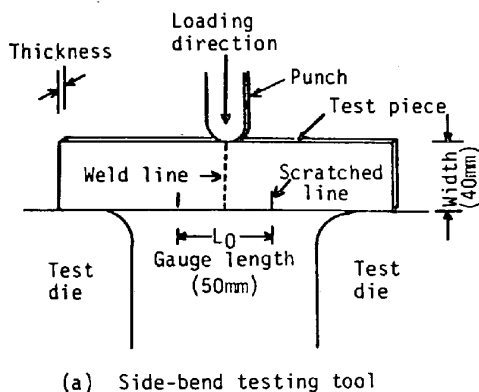 Loading
direction
Thickness
Punch
Test piece
Weld line
Scratched
line
Width
(40mm)
L0
Gauge length
(50mm)
Test
die
Test
die
(a) Side-bend testing tool